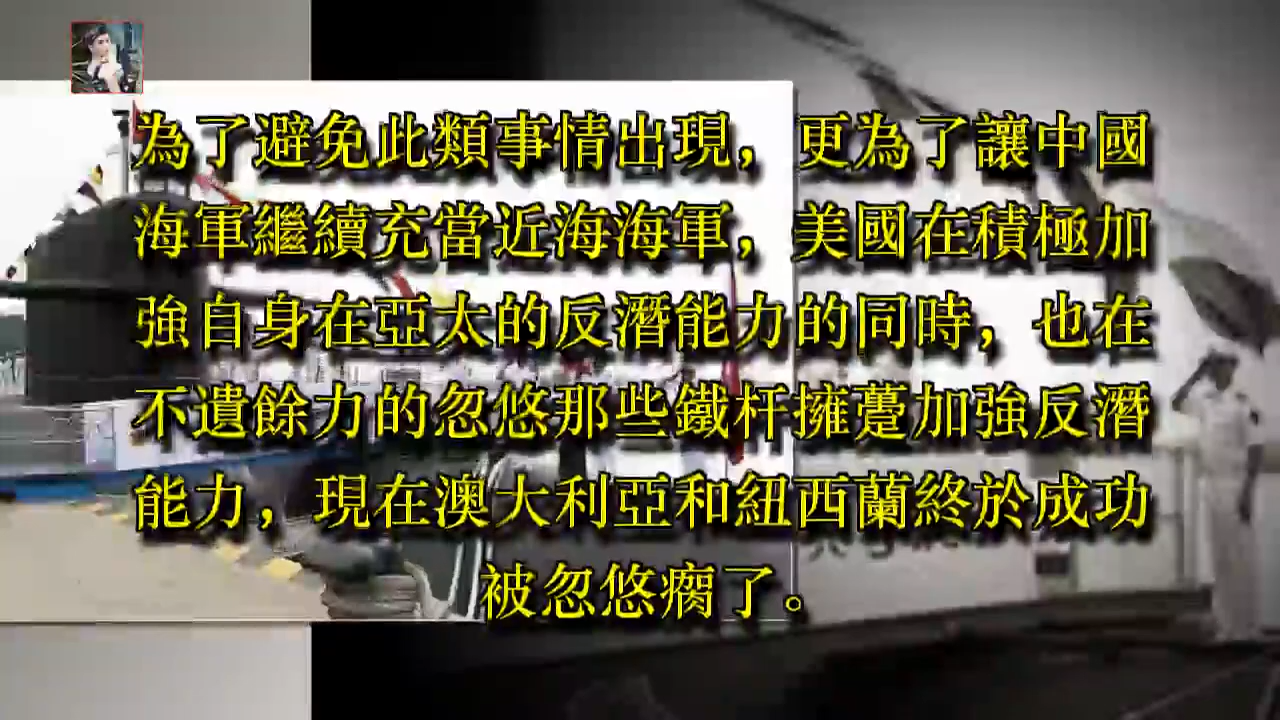 為了避免此類事情出現，更為了讓中國
海軍繼續充當近海海軍，美國在積極加
強自身在亞太的反潛能力的同時，也在
不遺餘力的忽悠那些鐵杆擁躉加強反潛
能力，現在澳大利亞和紐西蘭終於成功
被忽悠瘸了。